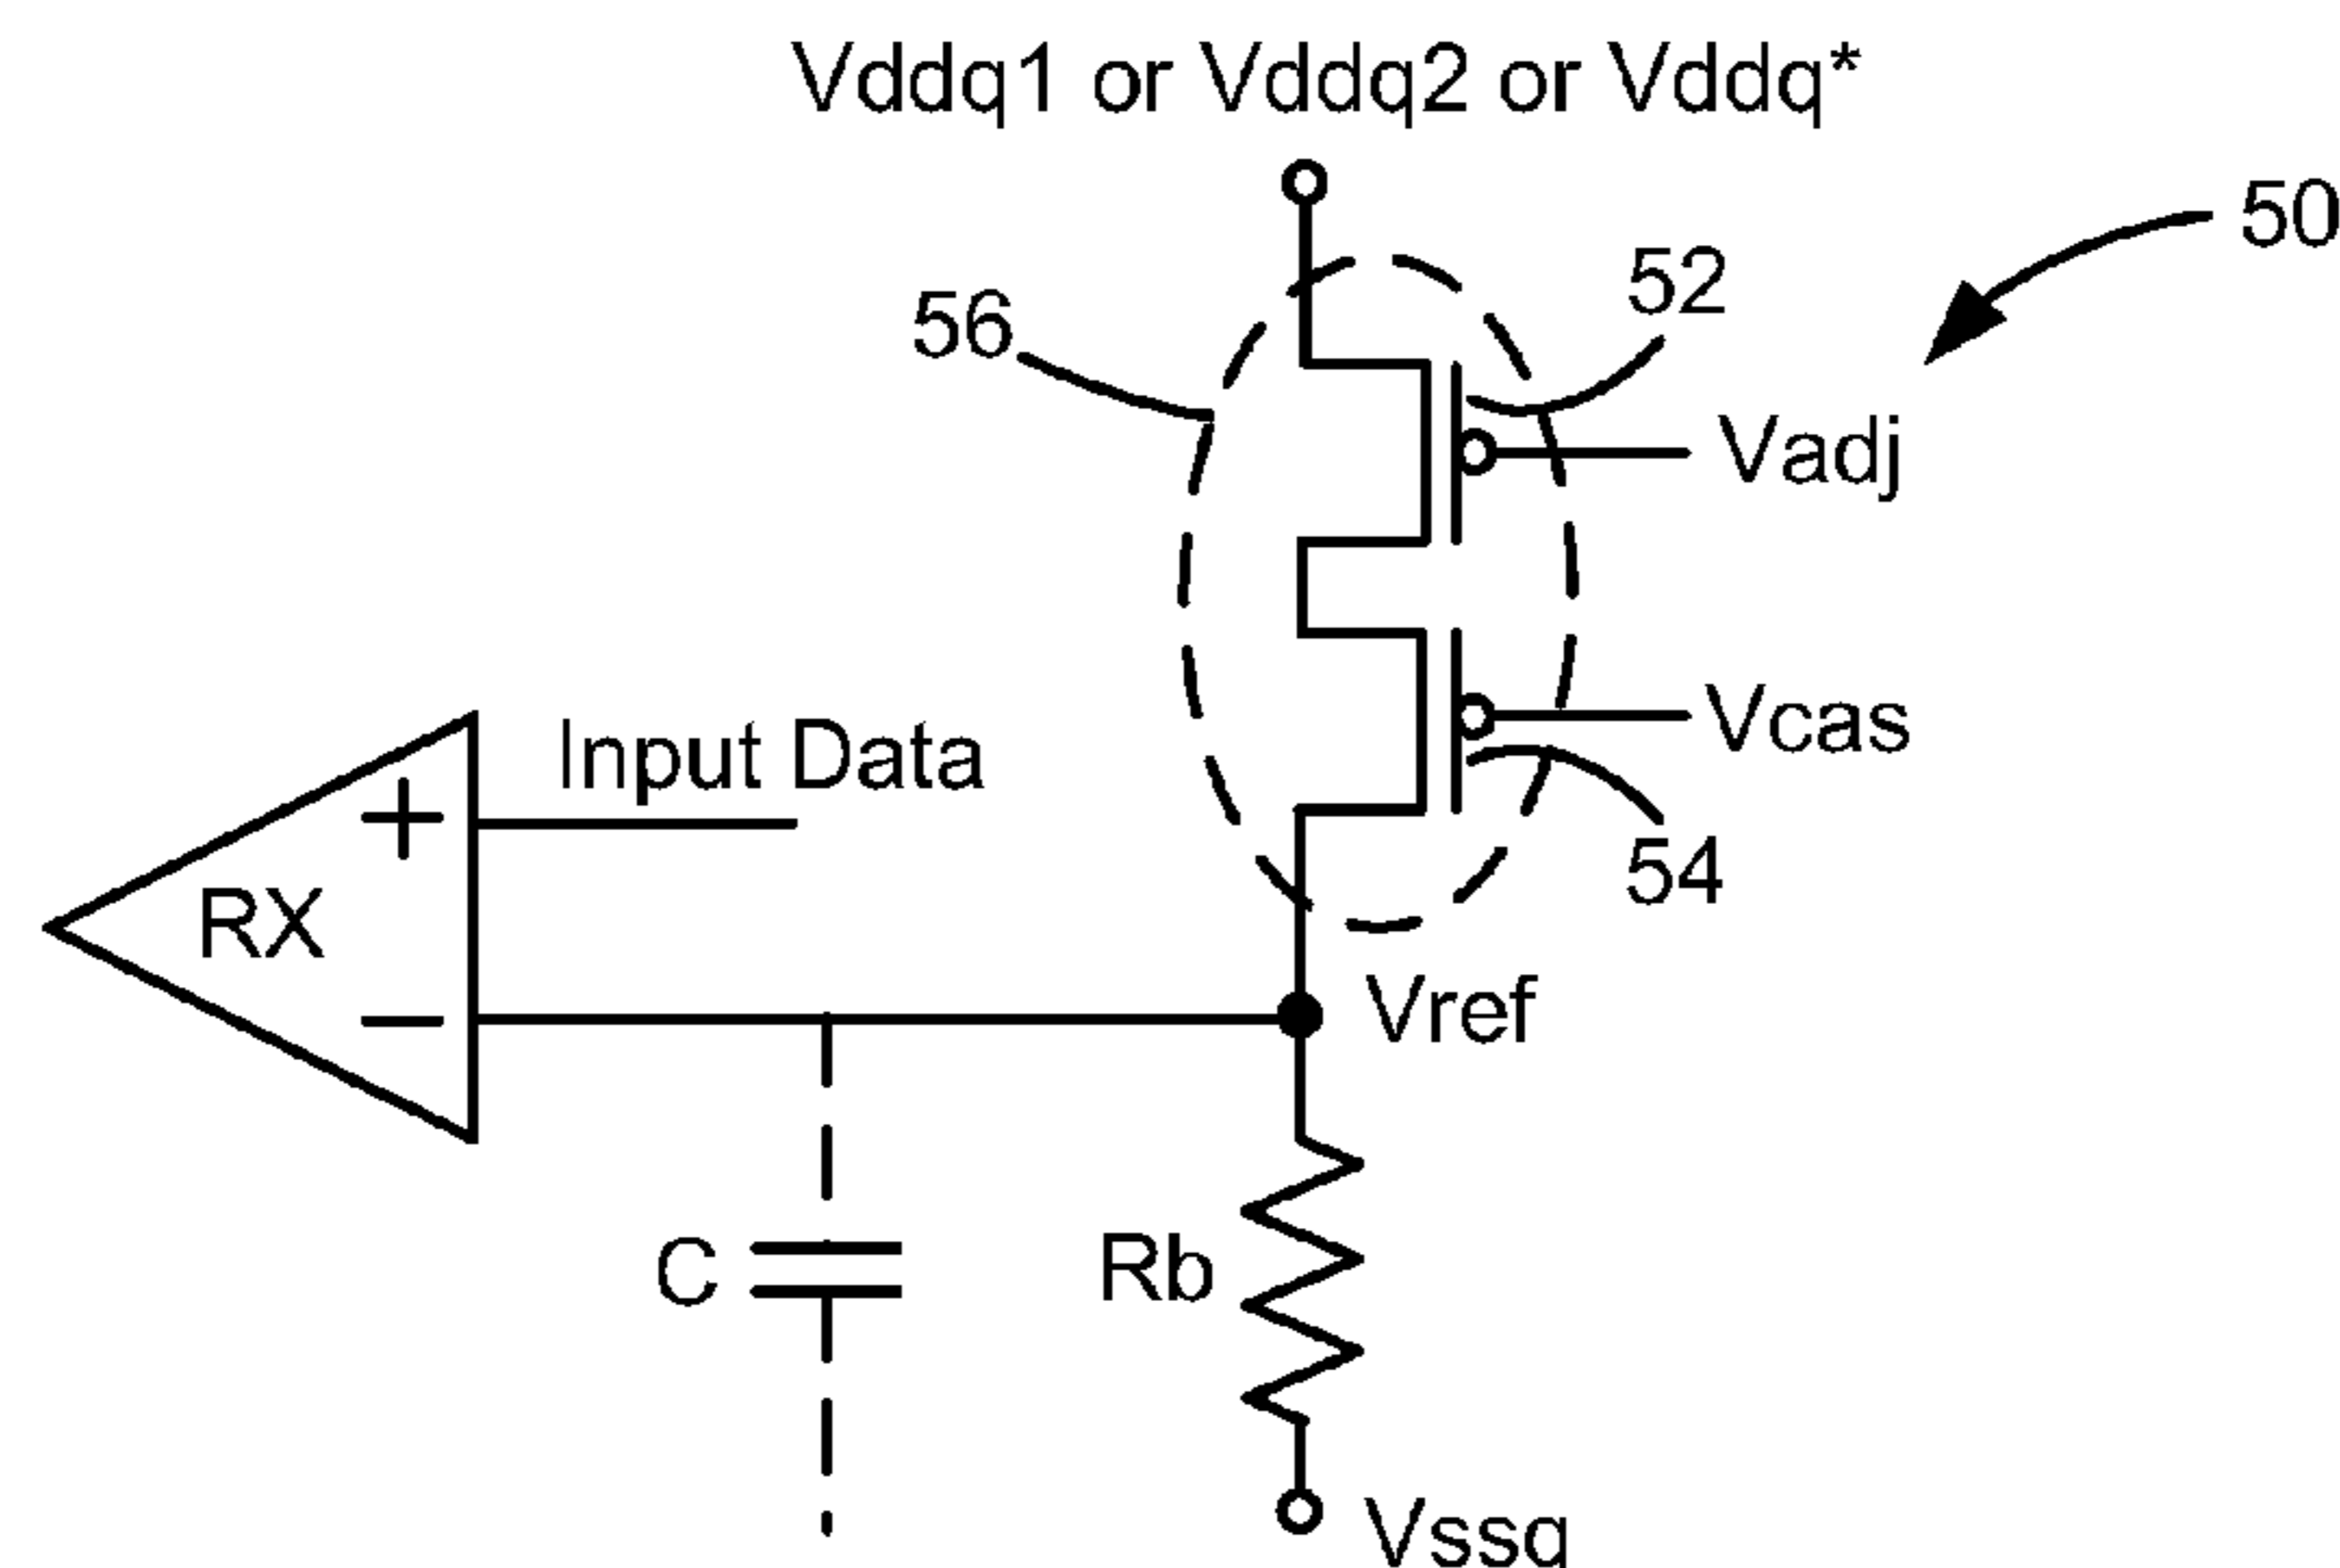 Vddq1 or Vddq2 or Vddq*
50
52
56
Vadj
Input Data
Vcas
+
RX
54
−
Vref
C
Rb
Vssq